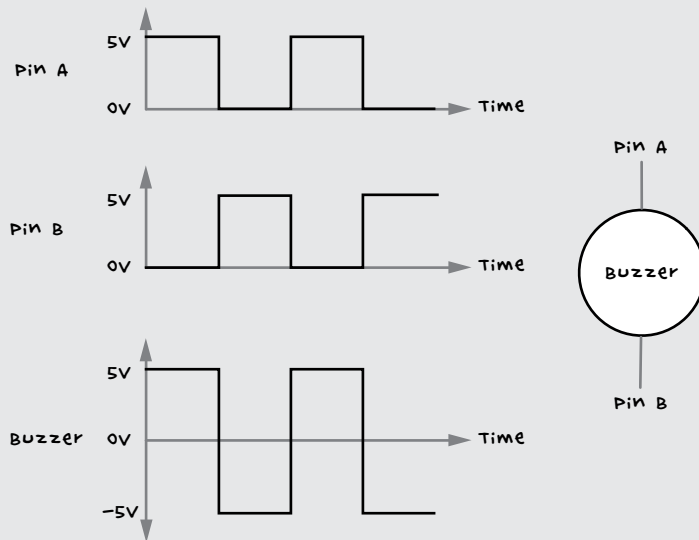 5V
Pin A
0V
Time
5V
Pin B
0V
Time
5V
Buzzer
0V
Time
-5V
Pin A
Buzzer
Pin B